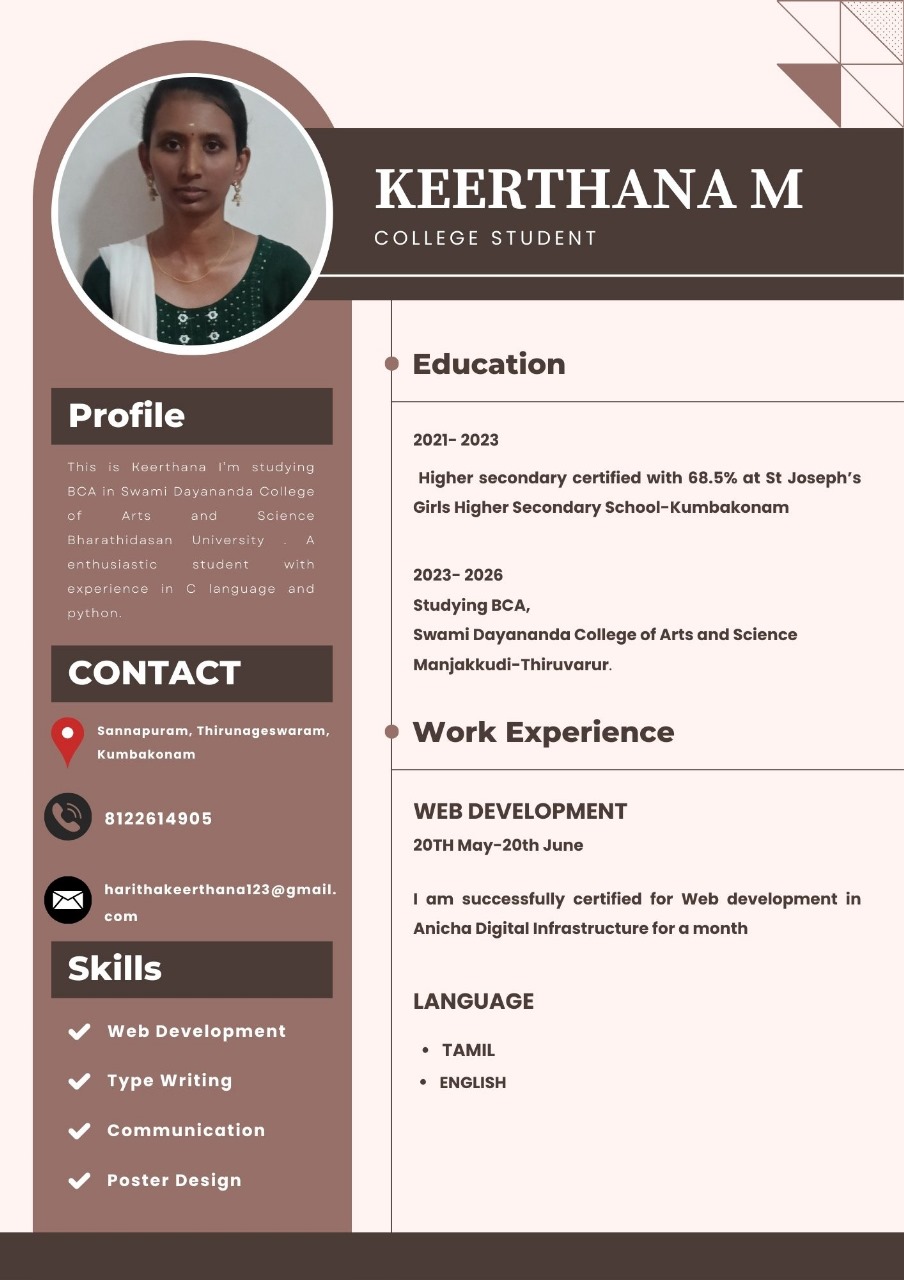 KEERTHANA M
COLLEGE STUDENT
Profile
This is Keerthana I'm studying
BCA in Swami Dayananda College
of Arts and Science
Bharathidasan University . A
enthusiastic student with
experience in C language and
python.
CONTACT
Sannapuram, Thirunageswaram,
Kumbakonam
8122614905
harithakeerthana123@gmail.
com
Skills
Web Development
Type Writing
Communication
Poster Design
Education
2021- 2023
Higher secondary certified with 68.5% at St Joseph’s
Girls Higher Secondary School-Kumbakonam
2023- 2026
Studying BCA,
Swami Dayananda College of Arts and Science
Manjakkudi-Thiruvarur.
Work Experience
WEB DEVELOPMENT
20TH May-20th June
I am successfully certified for Web development in
Anicha Digital Infrastructure for a month
LANGUAGE
• TAMIL
• ENGLISH